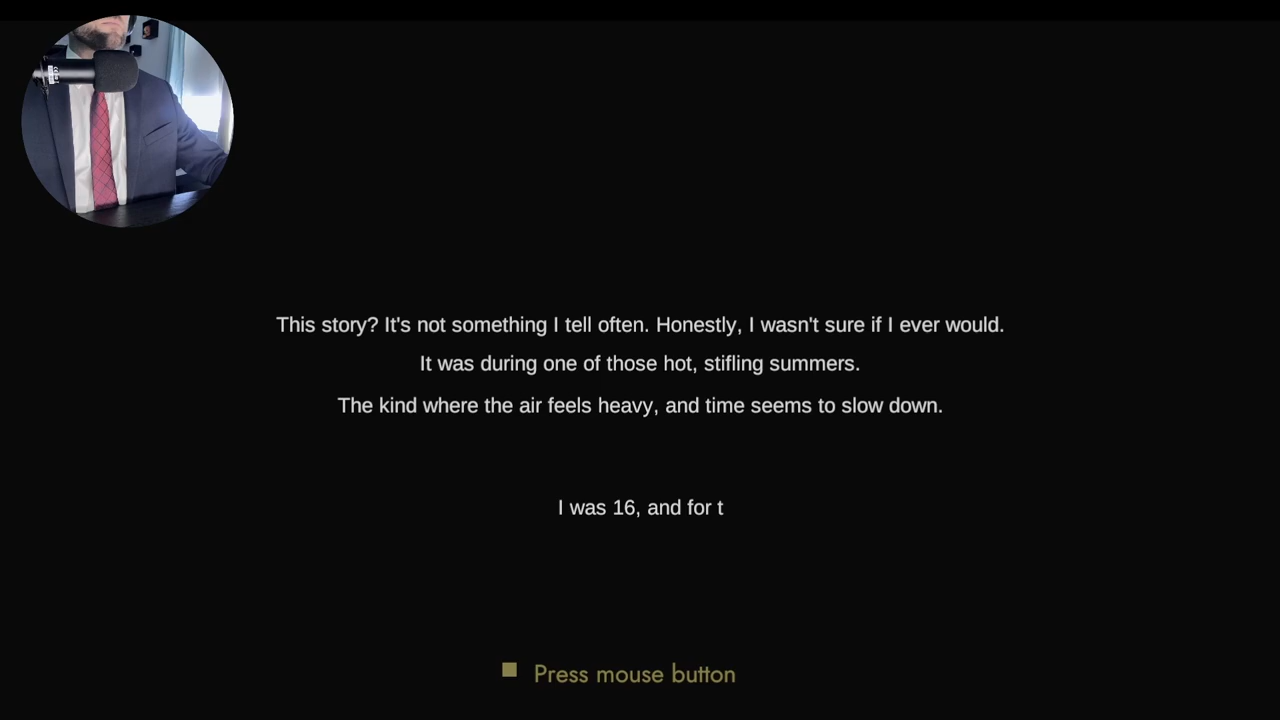 This story? It's not something I tell often. Honestly, I wasn't sure if I ever would.
It was during one of those hot, stifling summers.
The kind where the air feels heavy, and time seems to slow down.
I was 16, and for t
Press mouse button